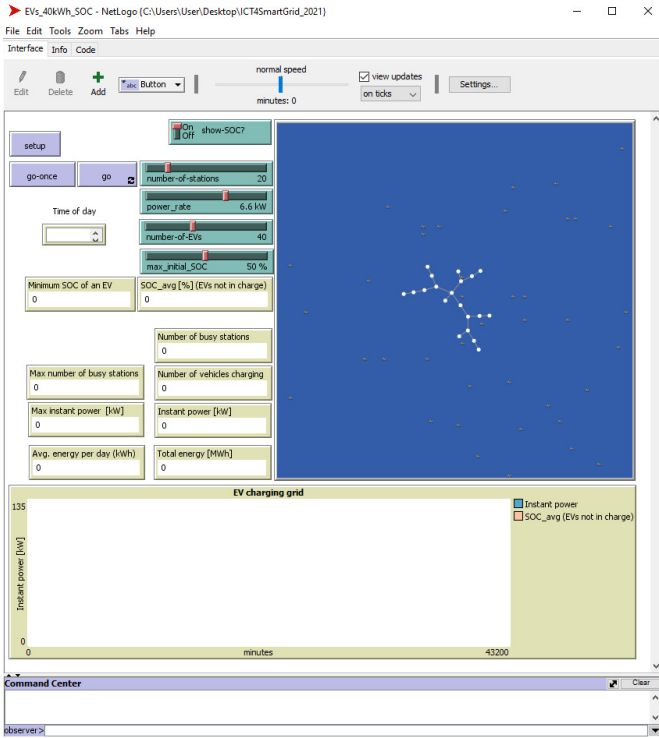 EVs_40kWh_SOC - NetLogo {C:\Users\User\Desktop\ICT4SmartGrid_2021}
File Edit Tools Zoom Tabs Help
Interface Info Code
Edit Delete Add abc Button normal speed minutes: 0 view updates on ticks Settings...
On Off show-SOC?
setup
go-once go
number-of-stations 20
power_rate 6.6 kW
Time of day
number-of-EVs 40
max_initial_SOC 50 %
Minimum SOC of an EV SOC_avg [%] (EVs not in charge)
0 0
Number of busy stations
0
Max number of busy stations Number of vehicles charging
0 0
Max instant power [kW] Instant power [kW]
0 0
Avg. energy per day (kWh) Total energy [MWh]
0 0
EV charging grid
135
Instant power [kW]
0
0 minutes 43200
Instant power
SOC_avg (EVs not in charge)
Command Center Clear
observer>